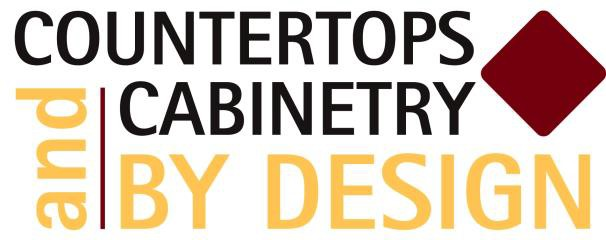 COUNTERTOPS
and
CABINETRY
BY DESIGN